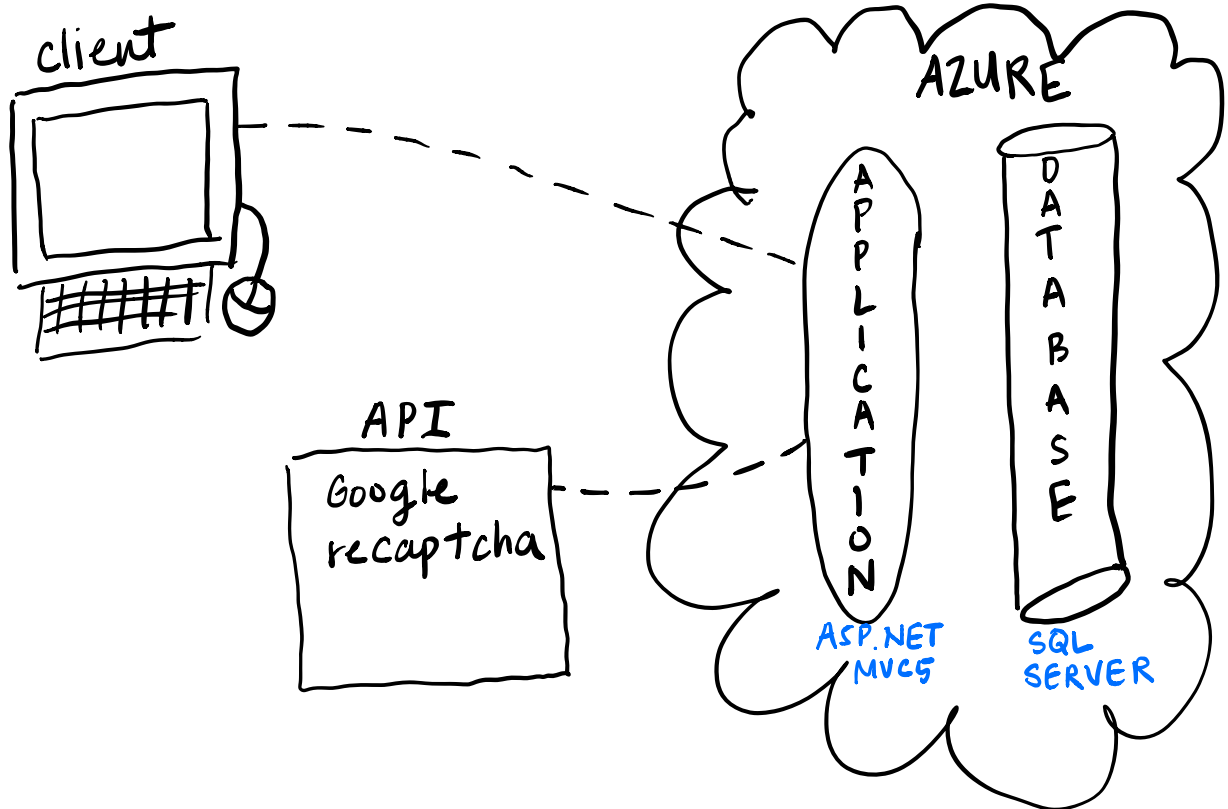 client
AZURE
APPLICATION
DATABASE
API
Google
recaptcha
ASP.NET
MVC5
SQL
SERVER